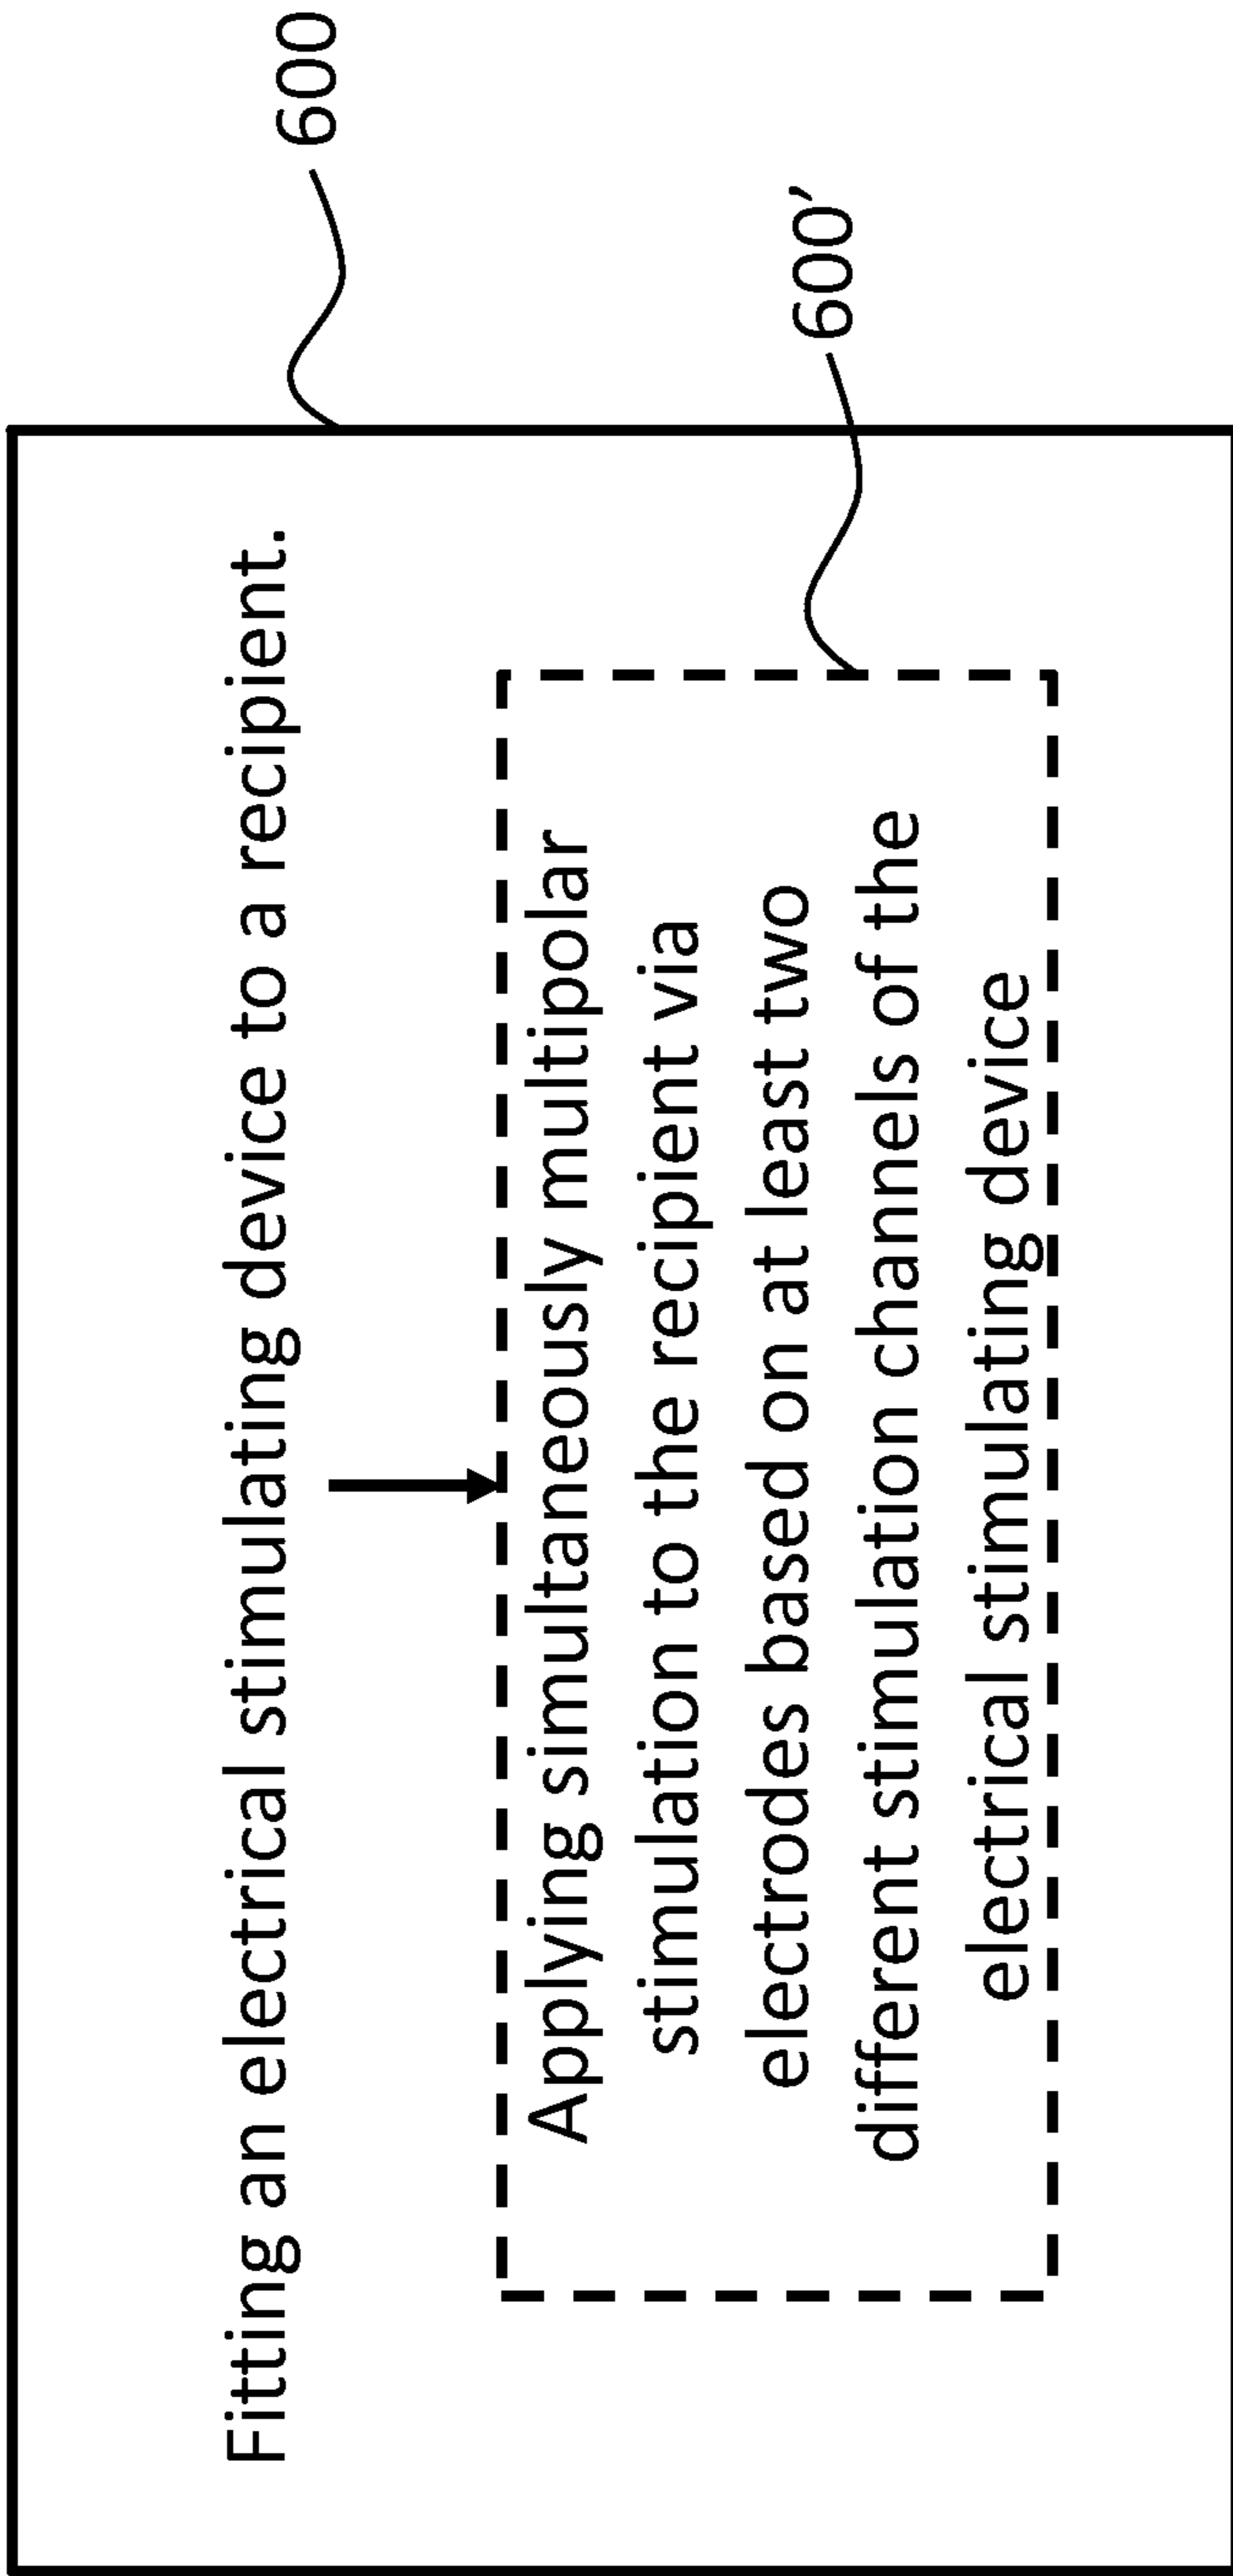 Fitting an electrical stimulating device to a recipient.
600
Applying simultaneously multipolar
stimulation to the recipient via
electrodes based on at least two
different stimulation channels of the
electrical stimulating device
600’